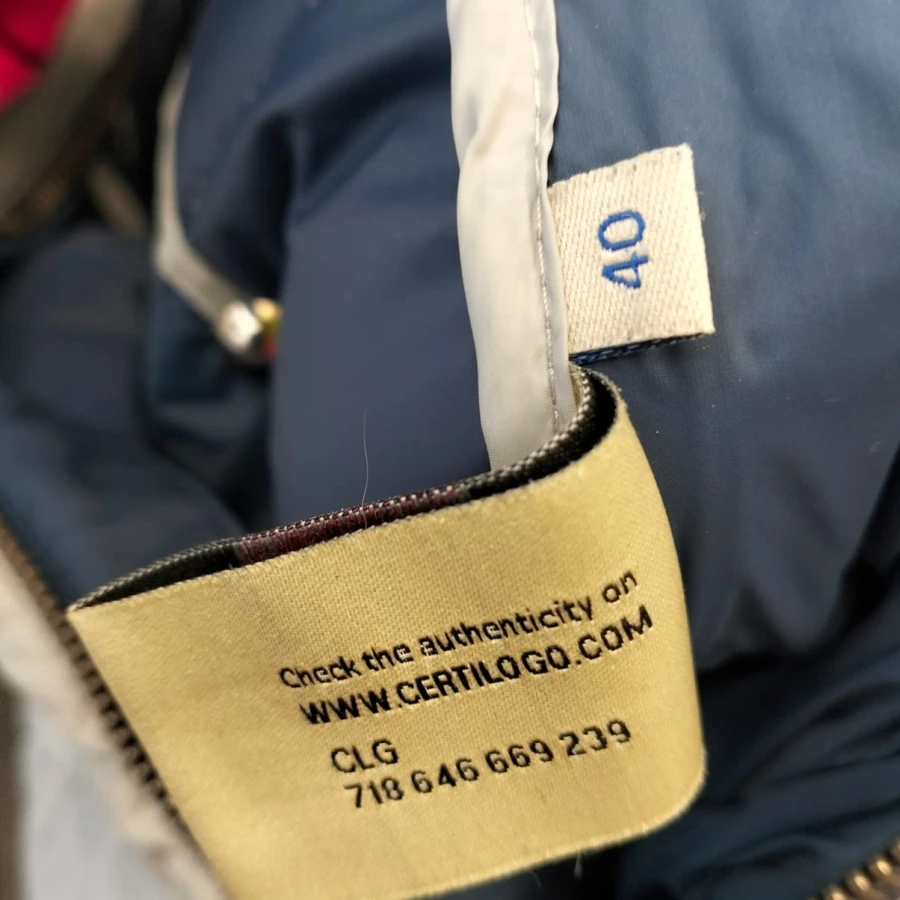 40
Check the authenticity on
WWW.CERTILOGO.COM
CLG
718 646 669 239